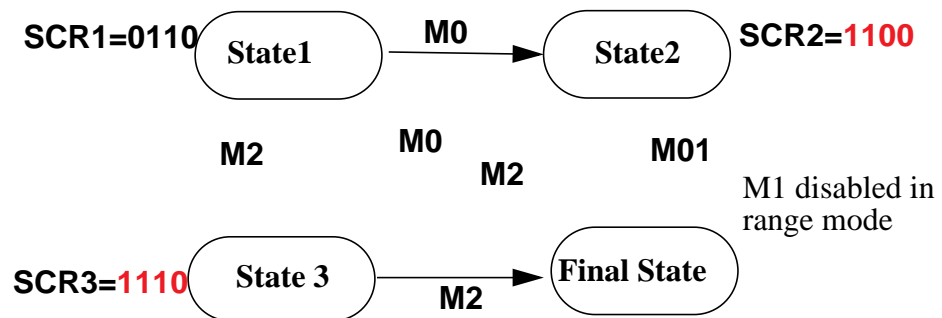 SCR1=0110 State1 M0 State2 SCR2=1100
M2 M0 M2 M01
M1 disabled in
range mode
SCR3=1110 State 3 M2 Final State